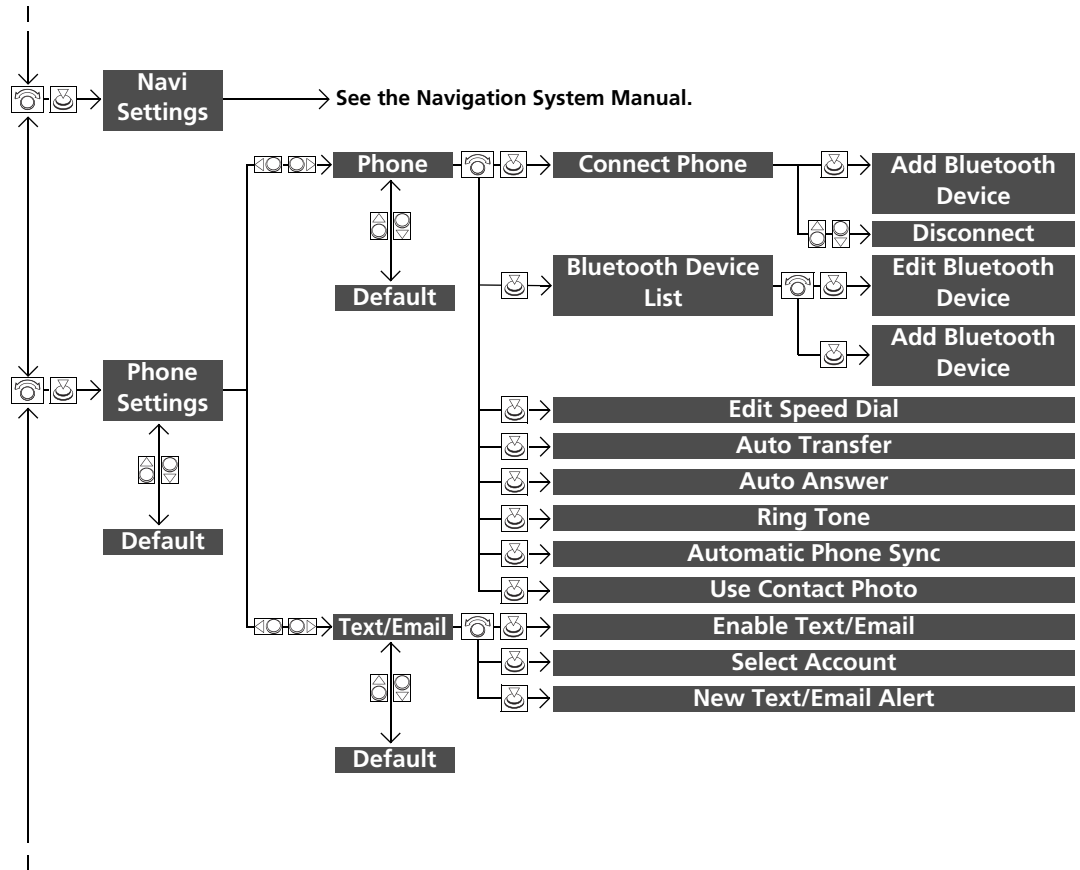 Navi
Settings
See the Navigation System Manual.
Phone
Connect Phone
Add Bluetooth
Device
Disconnect
Default
Bluetooth Device
List
Edit Bluetooth
Device
Add Bluetooth
Device
Phone
Settings
Default
Edit Speed Dial
Auto Transfer
Auto Answer
Ring Tone
Automatic Phone Sync
Use Contact Photo
Text/Email
Enable Text/Email
Select Account
New Text/Email Alert
Default